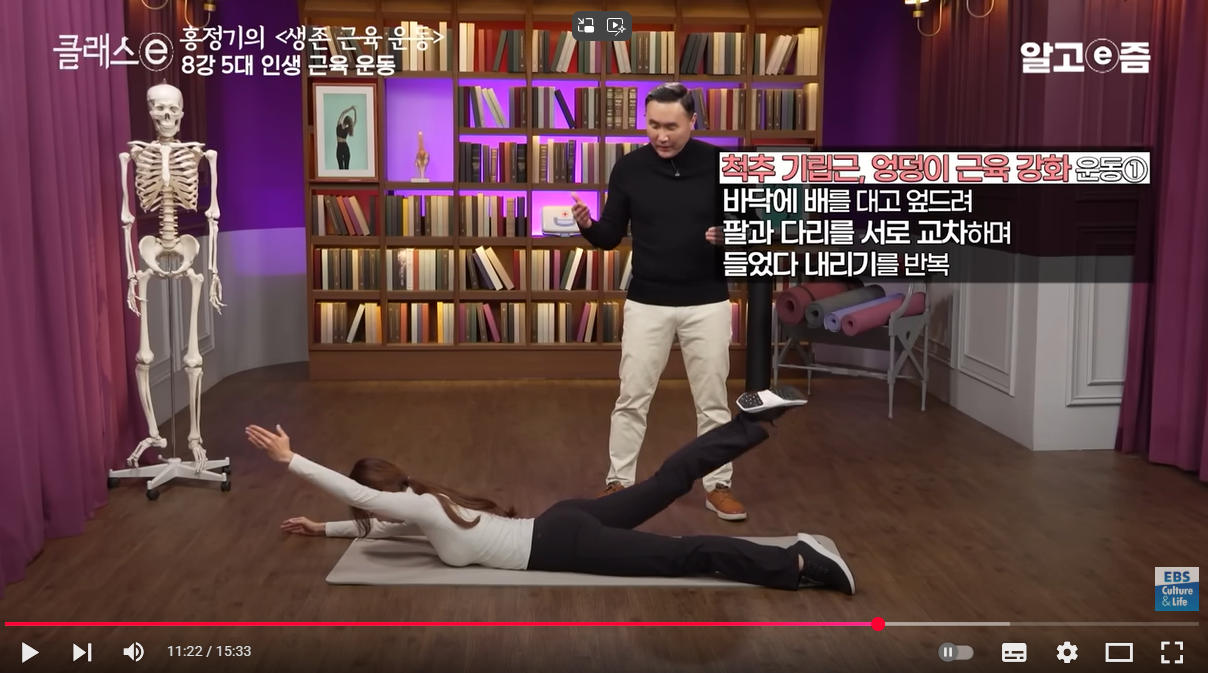 클래스e
홍정기의 <생존 근육 운동>
8강 5대 인생 근육 운동
알고e즘
척추 기립근, 엉덩이 근육 강화 운동①
바닥에 배를 대고 엎드려
팔과 다리를 서로 교차하며
들었다 내리기를 반복
EBS
Culture
& Life
11:22 / 15:33